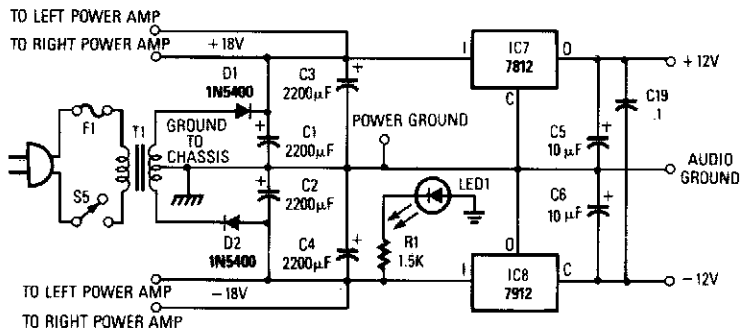 TO LEFT POWER AMP
TO RIGHT POWER AMP
+18V
D1
1N5400
C3
2200µF
I
IC7
7812
O
+12V
C19
.1
F1
T1
GROUND
TO
CHASSIS
C1
2200µF
POWER GROUND
C
C5
10µF
AUDIO
GROUND
S5
C2
2200µF
LED1
C6
10µF
D2
1N5400
C4
2200µF
R1
1.5K
O
I
IC8
7912
C
-12V
TO LEFT POWER AMP
-18V
TO RIGHT POWER AMP